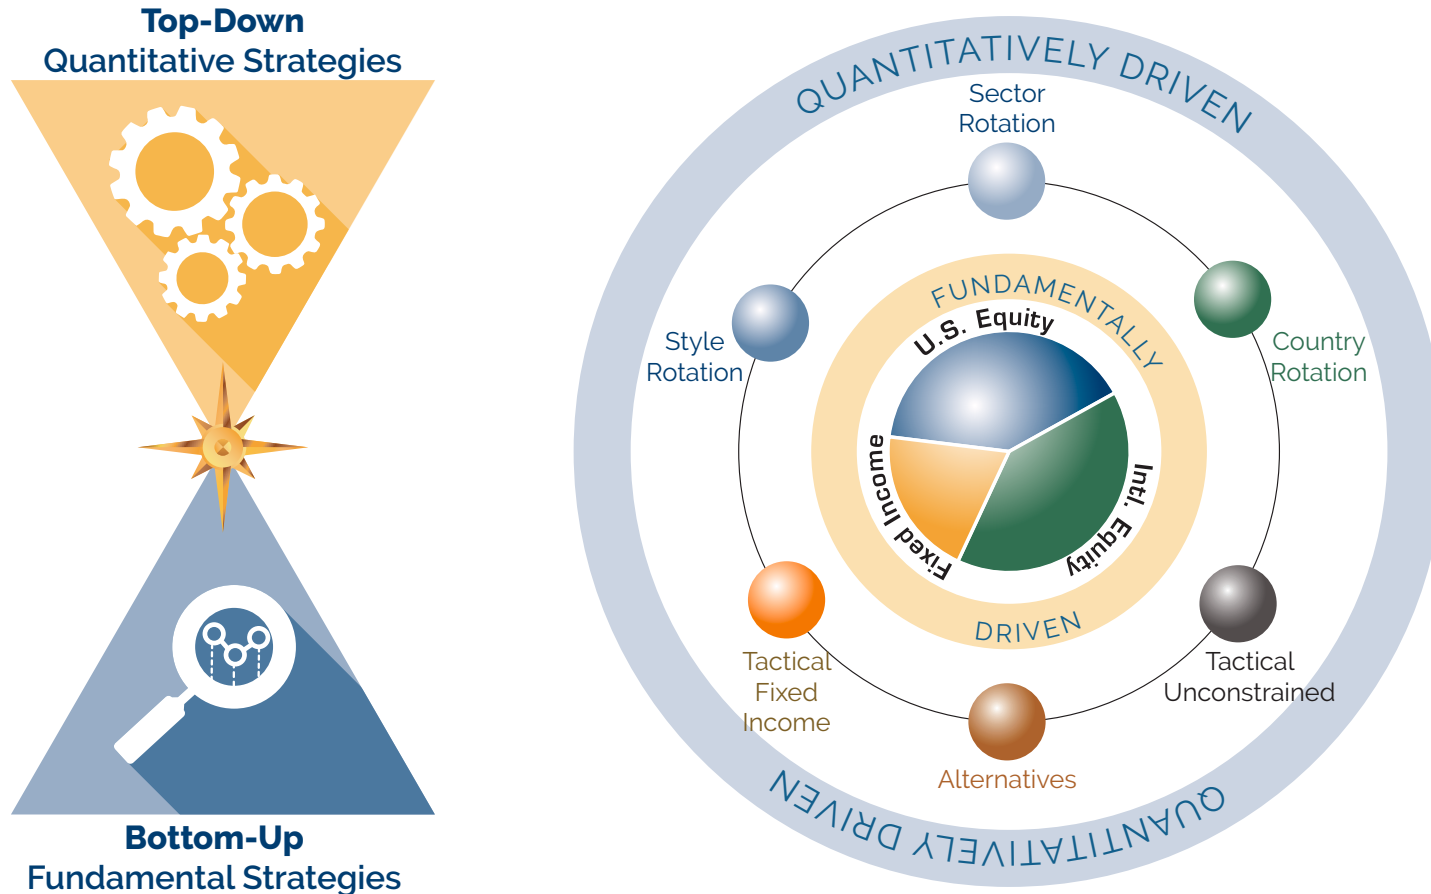 Top-Down
Quantitative Strategies
Bottom-Up
Fundamental Strategies
QUANTITATIVELY DRIVEN
Sector
Rotation
Style
Rotation
Country
Rotation
FUNDAMENTALLY
U.S. Equity
Fixed Income
Intl. Equity
DRIVEN
Tactical
Fixed
Income
Tactical
Unconstrained
Alternatives
QUANTITATIVELY DRIVEN